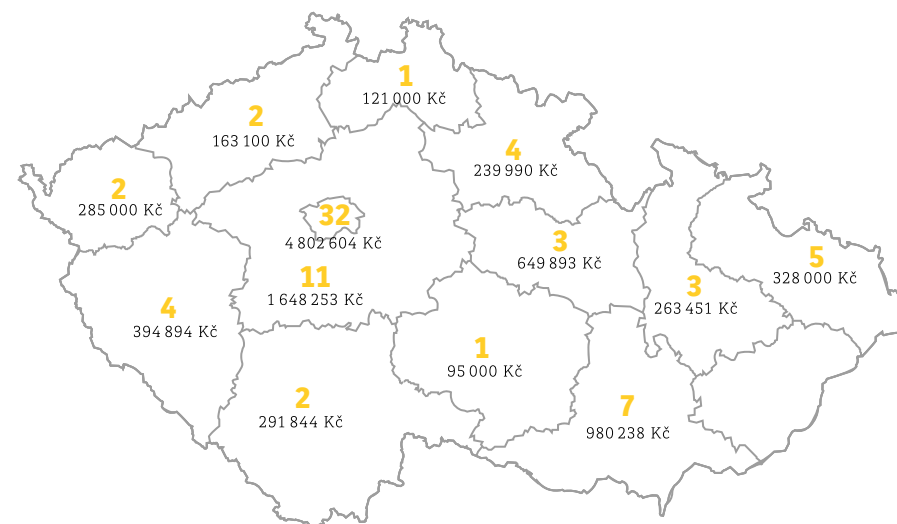 1
121 000 Kč
2
163 100 Kč
4
239 990 Kč
2
285 000 Kč
32
4 802 604 Kč
3
649 893 Kč
5
328 000 Kč
11
1 648 253 Kč
3
263 451 Kč
4
394 894 Kč
1
95 000 Kč
2
291 844 Kč
7
980 238 Kč